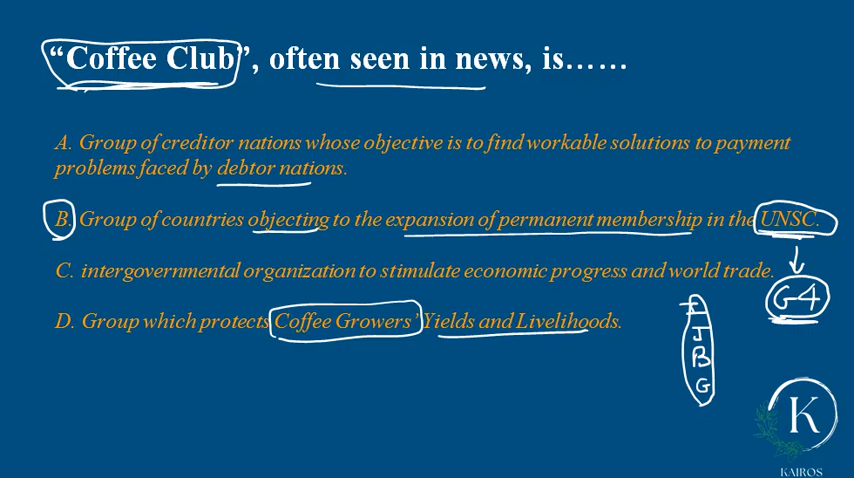 “Coffee Club”, often seen in news, is……
A. Group of creditor nations whose objective is to find workable solutions to payment
problems faced by debtor nations.
B. Group of countries objecting to the expansion of permanent membership in the UNSC.
C. intergovernmental organization to stimulate economic progress and world trade.
G4
D. Group which protects Coffee Growers’ Yields and Livelihoods.
I
J
B
G
K
KAIROS